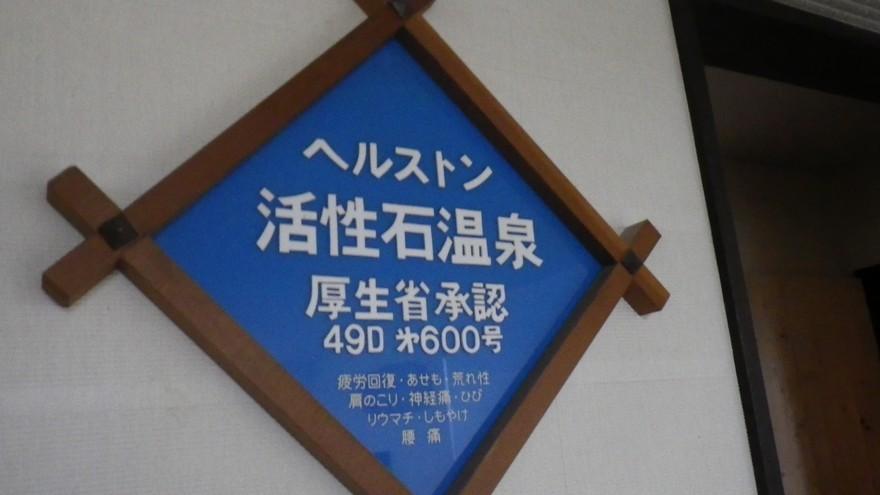 ヘルストン
活性石温泉
厚生省承認
49D 㐧600号
疲労回復・あせも・荒れ性
肩のこり・神経痛・ひび
リウマチ・しもやけ
腰痛